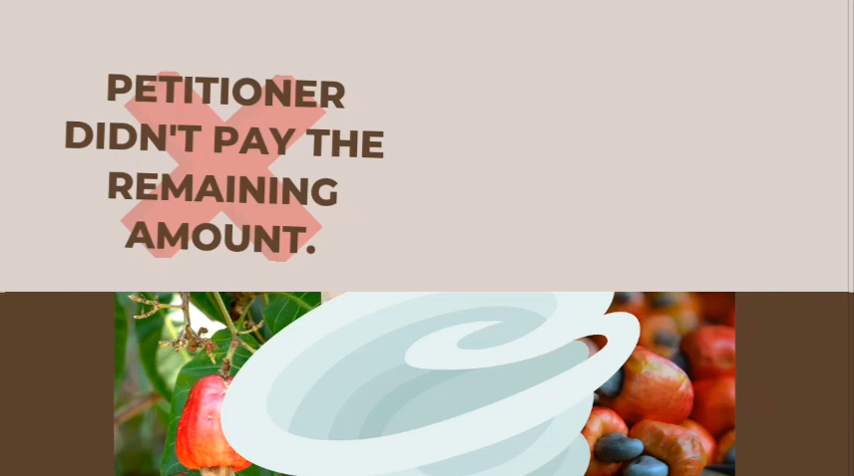 PETITIONER
DIDN'T PAY THE
REMAINING
AMOUNT.